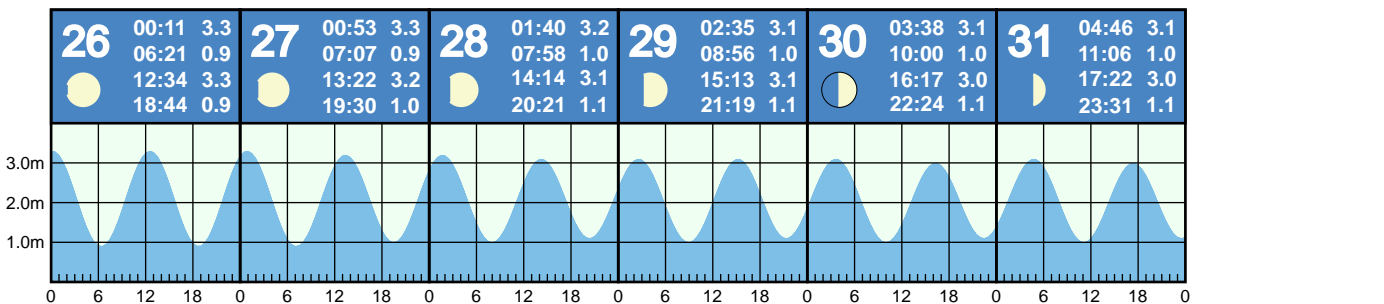 26 00:11 3.3 27 00:53 3.3 28 01:40 3.2 29 02:35 3.1 30 03:38 3.1 31 04:46 3.1
06:21 0.9 07:07 0.9 07:58 1.0 08:56 1.0 10:00 1.0 11:06 1.0
12:34 3.3 13:22 3.2 14:14 3.1 15:13 3.1 16:17 3.0 17:22 3.0
18:44 0.9 19:30 1.0 20:21 1.1 21:19 1.1 22:24 1.1 23:31 1.1
3.0m
2.0m
1.0m
0 6 12 18 0 6 12 18 0 6 12 18 0 6 12 18 0 6 12 18 0 6 12 18 0